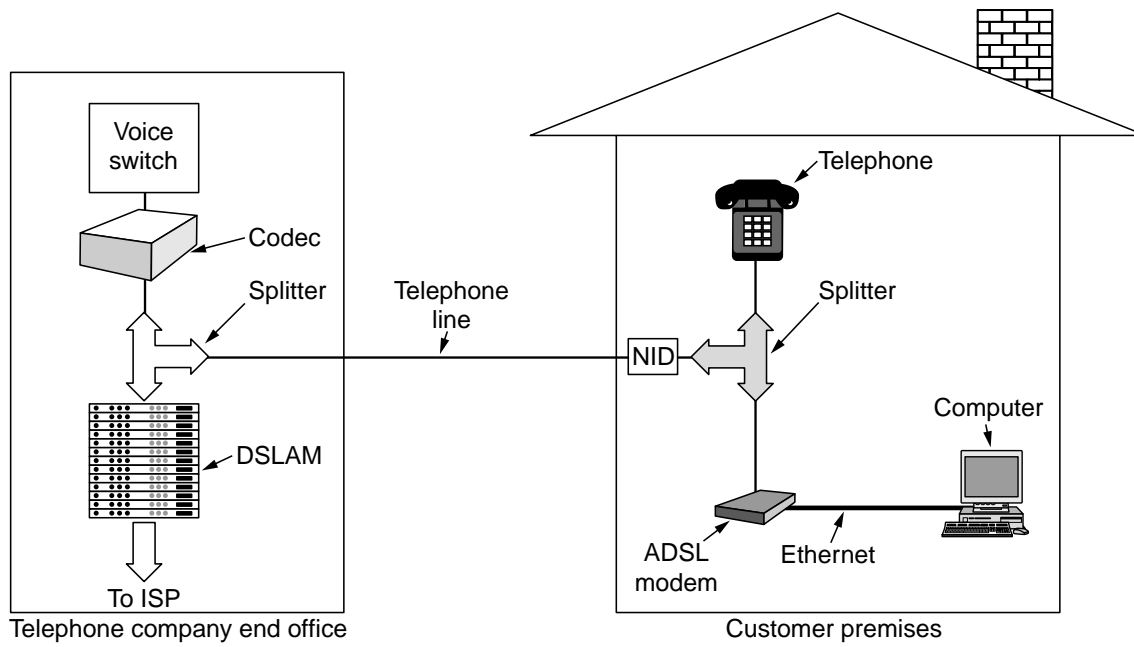 Voice
switch
Codec
Splitter
DSLAM
To ISP
Telephone company end office
Telephone
line
Telephone
NID
Splitter
Computer
ADSL
modem
Ethernet
Customer premises